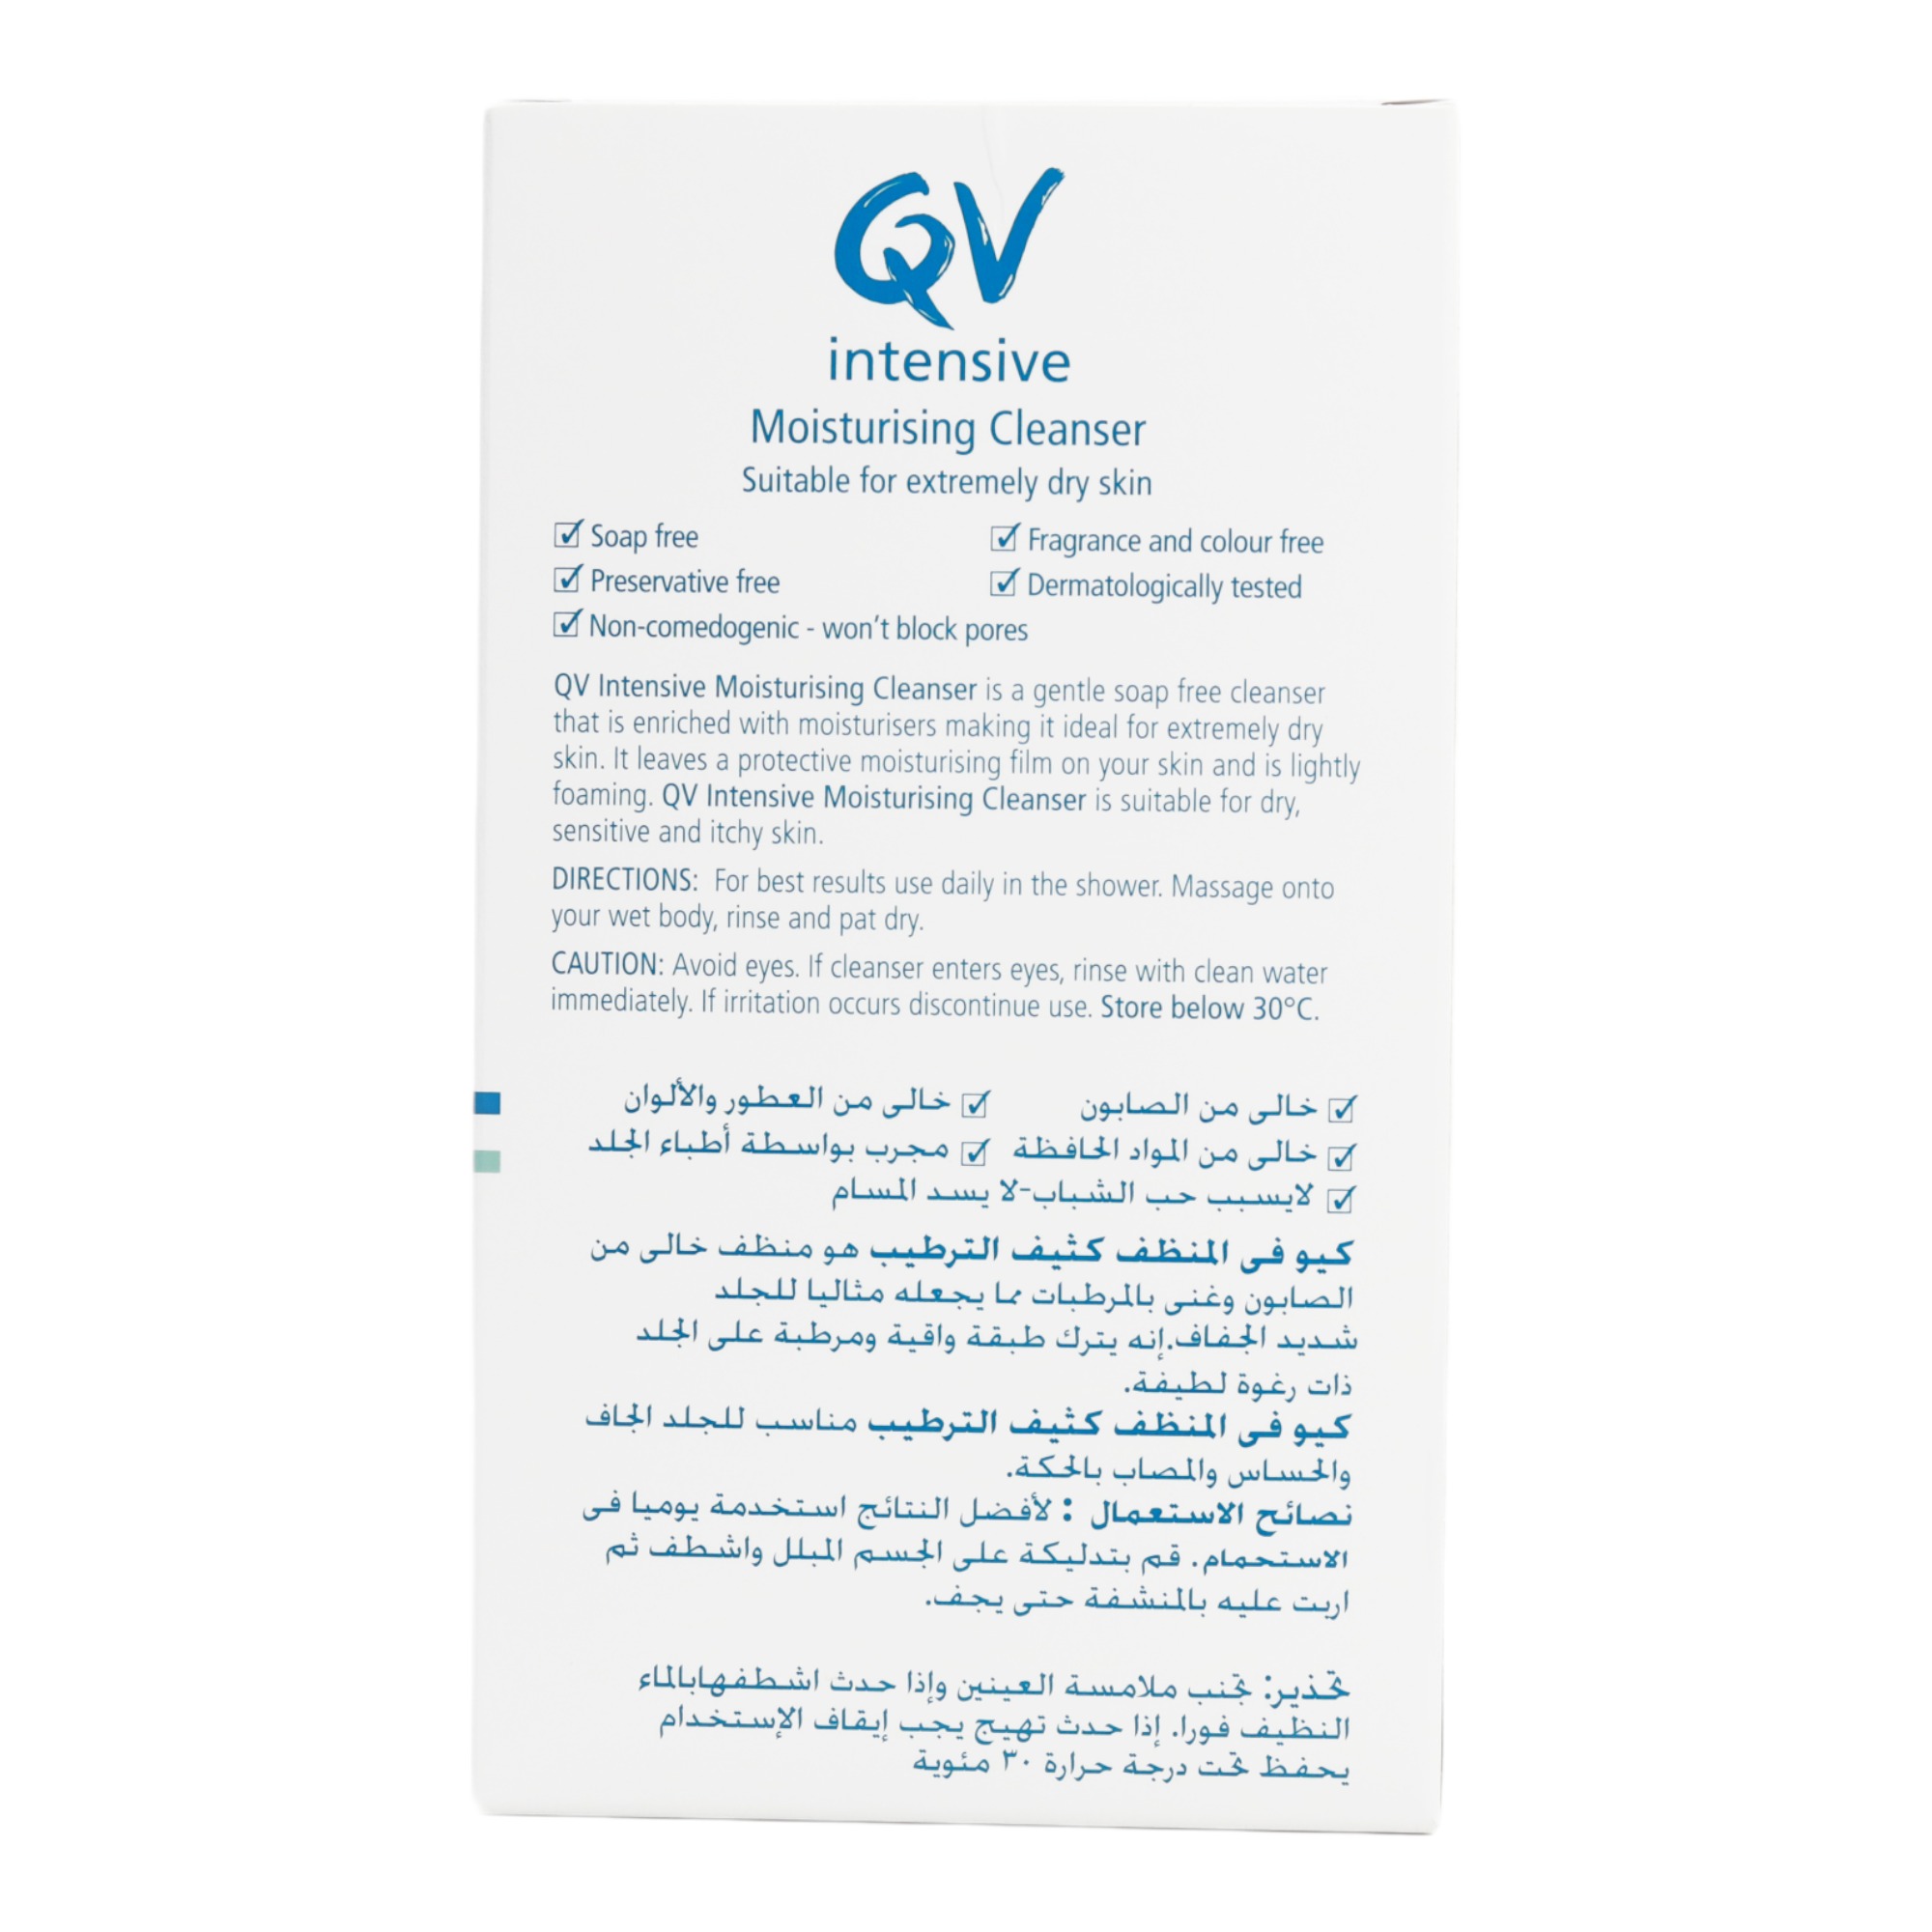 QV
intensive
Moisturising Cleanser
Suitable for extremely dry skin
☑ Soap free ☑ Fragrance and colour free
☑ Preservative free ☑ Dermatologically tested
☑ Non-comedogenic - won't block pores
QV Intensive Moisturising Cleanser is a gentle soap free cleanser
that is enriched with moisturisers making it ideal for extremely dry
skin. It leaves a protective moisturising film on your skin and is lightly
foaming. QV Intensive Moisturising Cleanser is suitable for dry,
sensitive and itchy skin.
DIRECTIONS: For best results use daily in the shower. Massage onto
your wet body, rinse and pat dry.
CAUTION: Avoid eyes. If cleanser enters eyes, rinse with clean water
immediately. If irritation occurs discontinue use. Store below 30°C.
☑ خالى من الصابون ☑ خالى من العطور والألوان
☑ خالى من المواد الحافظة ☑ مجرب بواسطة أطباء الجلد
☑ لايسبب حب الشباب-لا يسد المسام
كيو فى المنظف كثيف الترطيب هو منظف خالى من
الصابون وغنى بالمرطبات مما يجعله مثاليا للجلد
شديد الجفاف.إنه يترك طبقة واقية ومرطبة على الجلد
ذات رغوة لطيفة.
كيو فى المنظف كثيف الترطيب مناسب للجلد الجاف
والحساس والمصاب بالحكة.
نصائح الاستعمال : لأفضل النتائج استخدمة يوميا فى
الاستحمام. قم بتدليكة على الجسم المبلل واشطف ثم
اربت عليه بالمنشفة حتى يجف.
تحذير: تجنب ملامسة العينين وإذا حدث اشطفهابالماء
النظيف فورا. إذا حدث تهيج يجب إيقاف الإستخدام
يحفظ تحت درجة حرارة ٣٠ مئوية